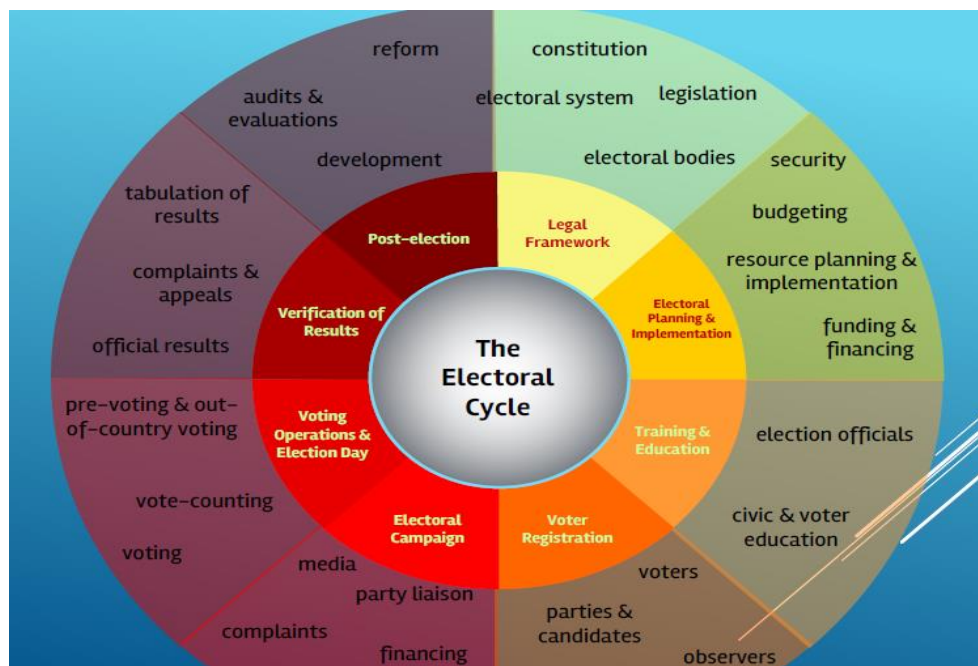 The
Electoral
Cycle
Legal
Framework
constitution
electoral system
legislation
electoral bodies
Electoral
Planning &
Implementation
security
budgeting
resource planning &
implementation
funding &
financing
Training &
Education
election officials
civic & voter
education
Voter
Registration
voters
parties &
candidates
observers
Electoral
Campaign
media
party liaison
complaints
financing
Voting
Operations &
Election Day
pre-voting & out-
of-country voting
vote-counting
voting
Verification of
Results
tabulation of
results
complaints &
appeals
official results
Post-election
reform
audits &
evaluations
development